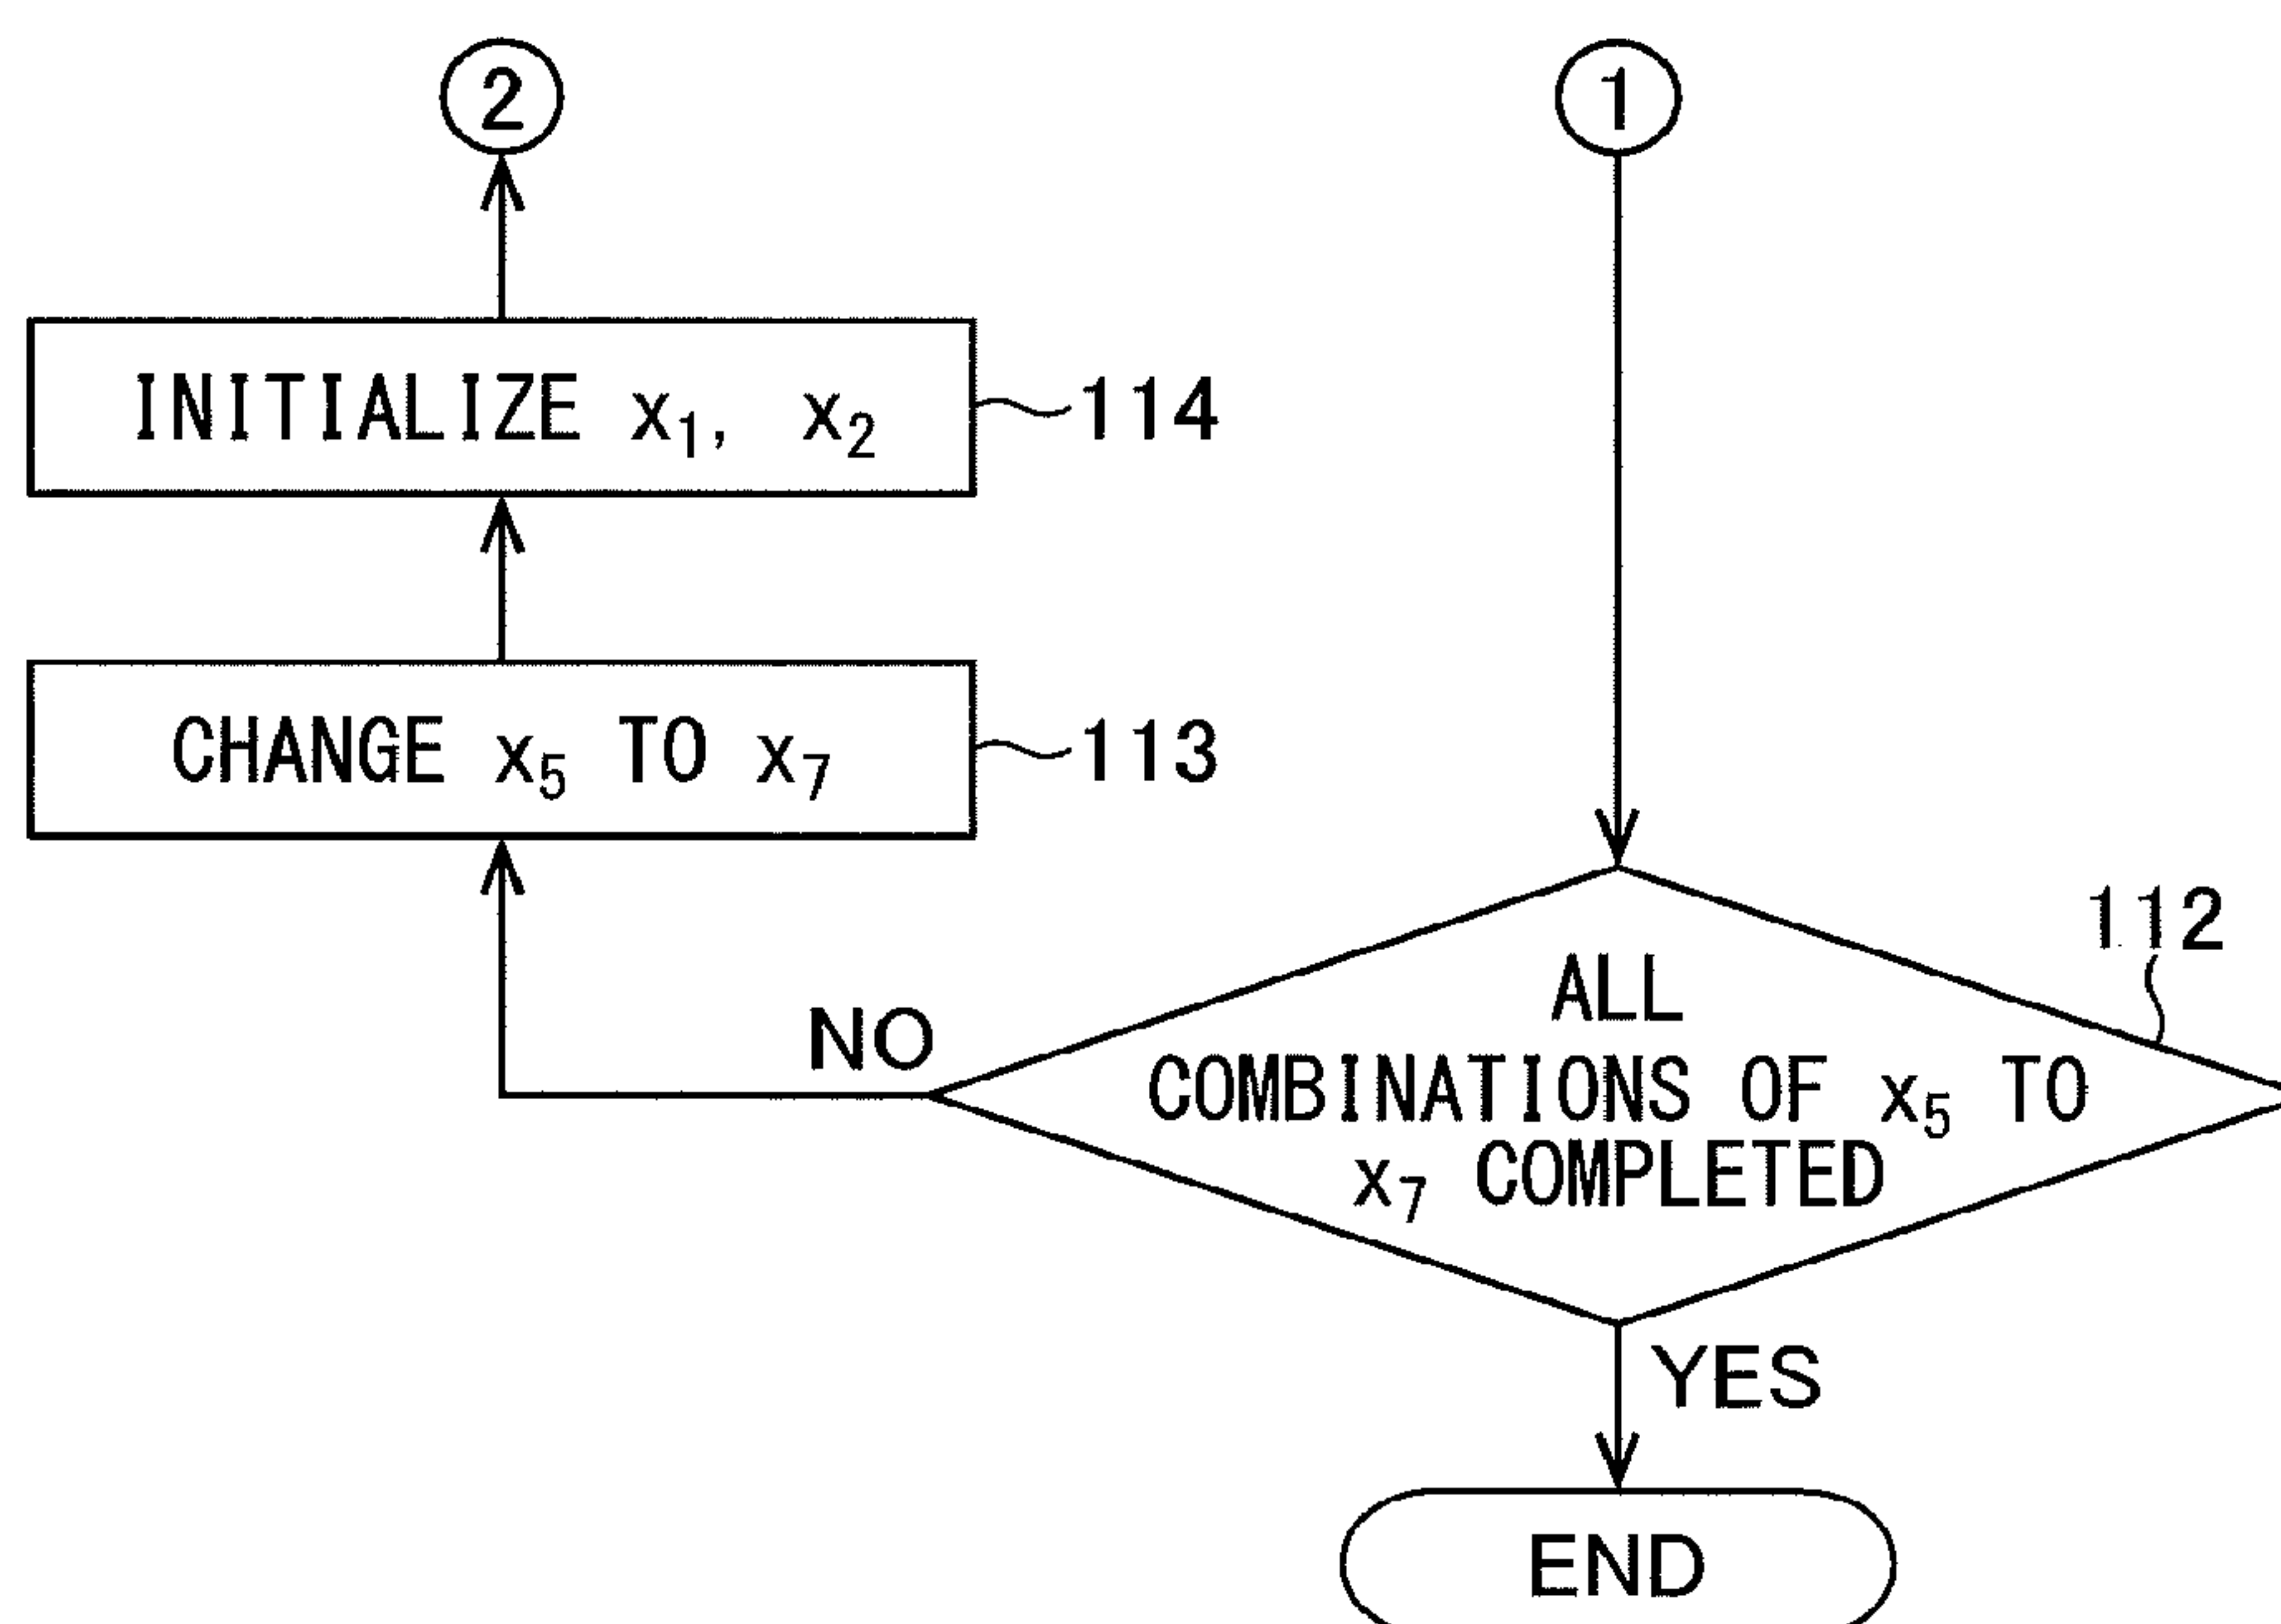 2
1
INITIALIZE x₁, x₂
114
CHANGE x₅ TO x₇
113
112
ALL
COMBINATIONS OF x₅ TO
x₇ COMPLETED
NO
YES
END